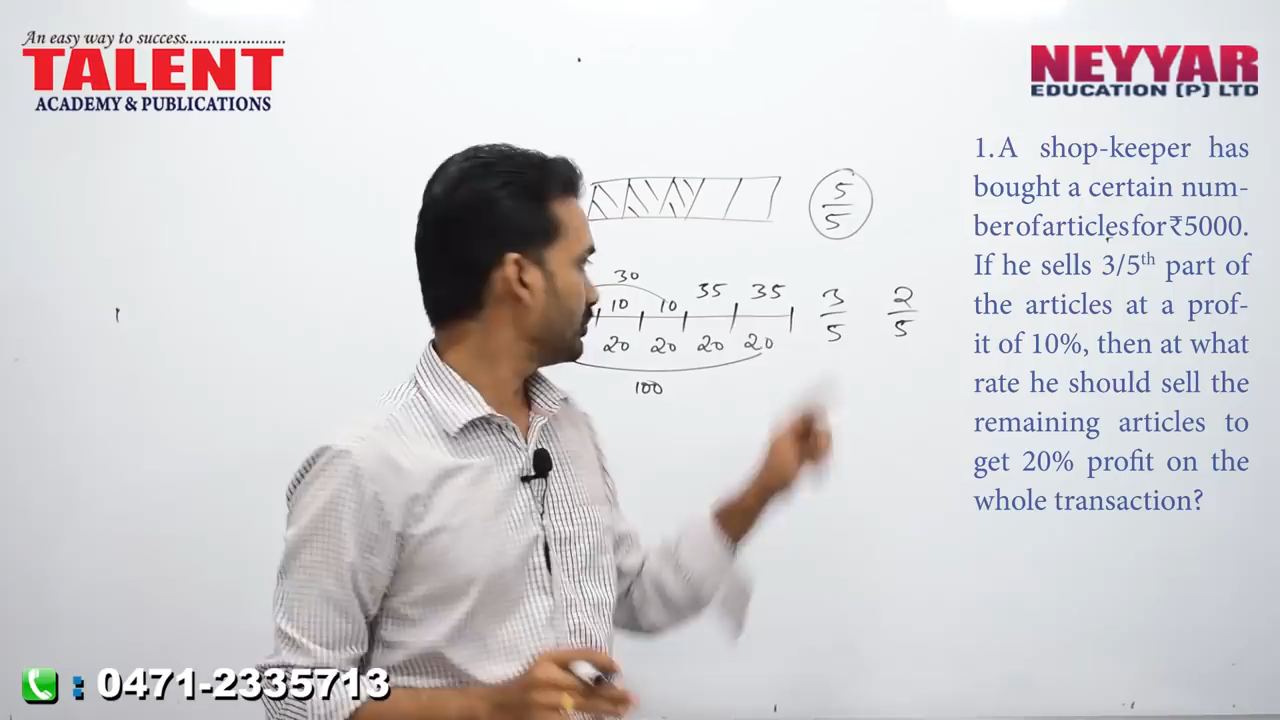 An easy way to success........................
TALENT
ACADEMY & PUBLICATIONS
NEYYAR
EDUCATION (P) LTD
1. A shop-keeper has
bought a certain num-
ber of articles for ₹5000.
If he sells 3/5th part of
the articles at a prof-
it of 10%, then at what
rate he should sell the
remaining articles to
get 20% profit on the
whole transaction?
5/5
30
10 10 35 35
3/5 2/5
20 20 20 20
100
: 0471-2335713